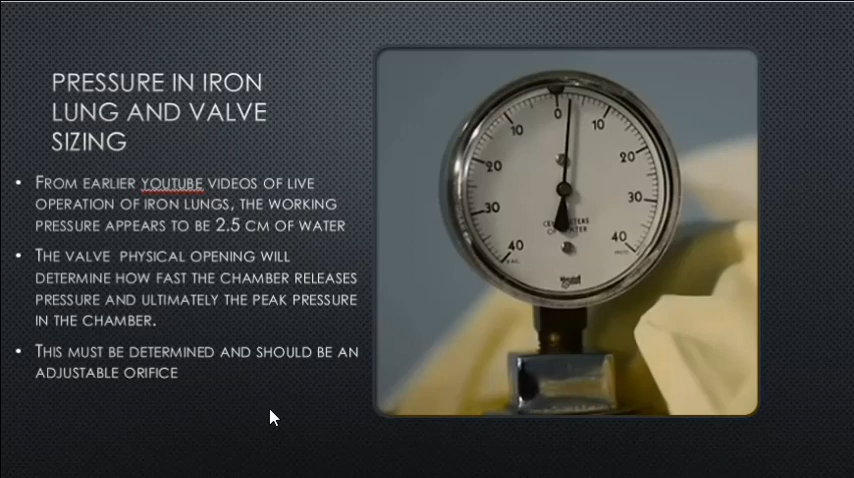 PRESSURE IN IRON
LUNG AND VALVE
SIZING
• FROM EARLIER YOUTUBE VIDEOS OF LIVE
OPERATION OF IRON LUNGS, THE WORKING
PRESSURE APPEARS TO BE 2.5 CM OF WATER
• THE VALVE PHYSICAL OPENING WILL
DETERMINE HOW FAST THE CHAMBER RELEASES
PRESSURE AND ULTIMATELY THE PEAK PRESSURE
IN THE CHAMBER.
• THIS MUST BE DETERMINED AND SHOULD BE AN
ADJUSTABLE ORIFICE
0
10 10
20 20
30 30
40 40
CENTIMETERS
OF WATER